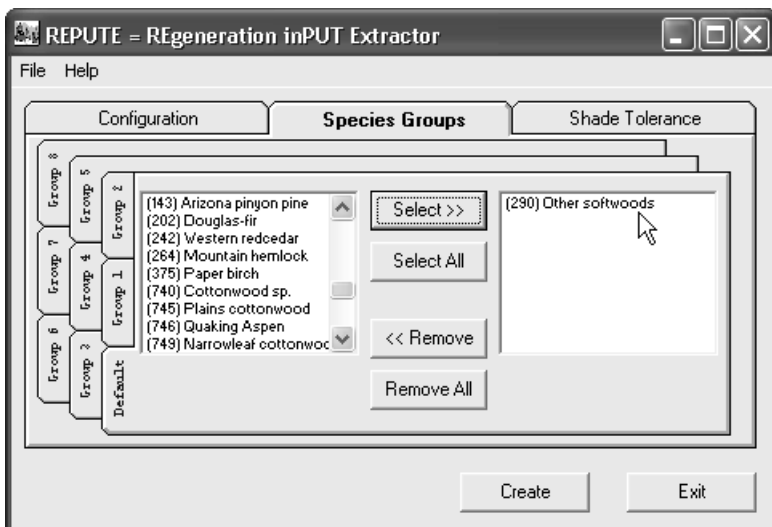 REPUTE = REgeneration inPUT Extractor
File Help
Configuration
Species Groups
Shade Tolerance
Group 8
Group 7
Group 6
Group 5
Group 4
Group 3
Group 2
Group 1
Default
(143) Arizona pinyon pine
(202) Douglas-fir
(242) Western redcedar
(264) Mountain hemlock
(375) Paper birch
(740) Cottonwood sp.
(745) Plains cottonwood
(746) Quaking Aspen
(749) Narrowleaf cottonwoo
Select >>
Select All
<< Remove
Remove All
(290) Other softwoods
Create
Exit